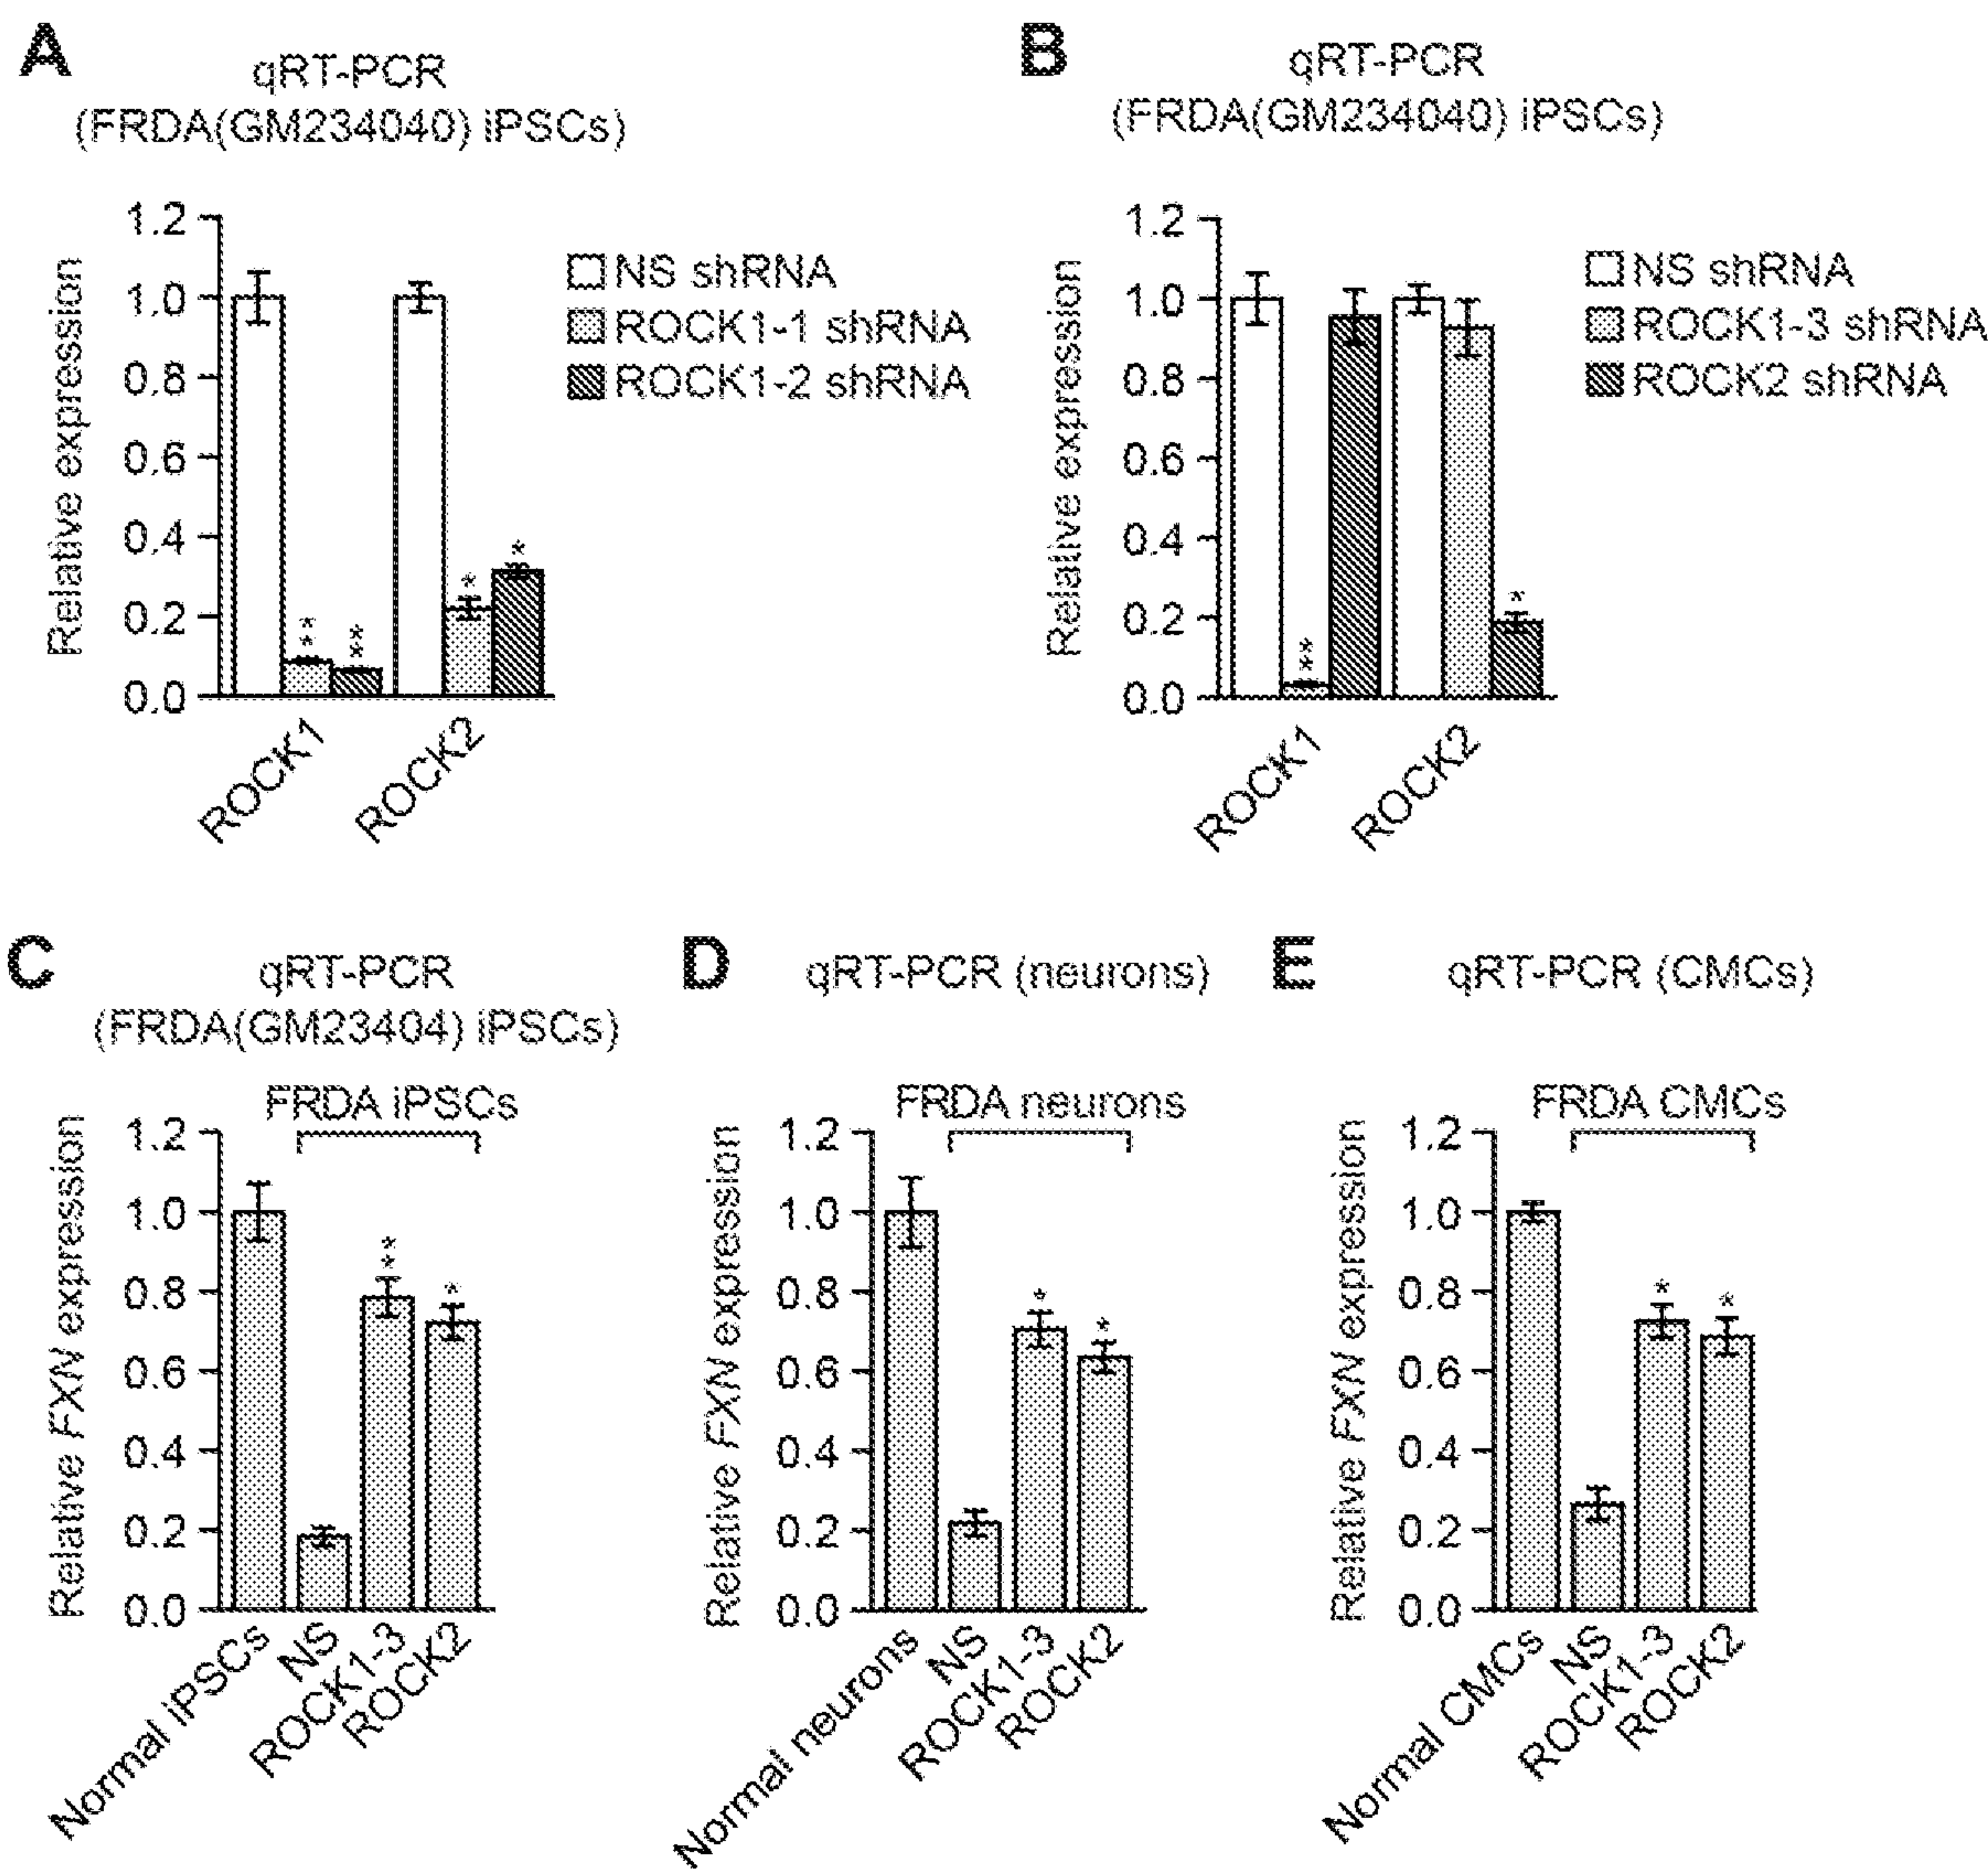 A
qRT-PCR
(FRDA(GM234040) iPSCs)
Relative expression
1.2
1.0
0.8
0.6
0.4
0.2
0.0
NS shRNA
ROCK1-1 shRNA
ROCK1-2 shRNA
**
**
*
*
ROCK1
ROCK2
B
qRT-PCR
(FRDA(GM234040) iPSCs)
Relative expression
1.2
1.0
0.8
0.6
0.4
0.2
0.0
NS shRNA
ROCK1-3 shRNA
ROCK2 shRNA
**
*
ROCK1
ROCK2
C
qRT-PCR
(FRDA(GM23404) iPSCs)
FRDA iPSCs
Relative FXN expression
1.2
1.0
0.8
0.6
0.4
0.2
0.0
**
*
Normal iPSCs
NS
ROCK1-3
ROCK2
D
qRT-PCR (neurons)
FRDA neurons
Relative FXN expression
1.2
1.0
0.8
0.6
0.4
0.2
0.0
*
*
Normal neurons
NS
ROCK1-3
ROCK2
E
qRT-PCR (CMCs)
FRDA CMCs
Relative FXN expression
1.2
1.0
0.8
0.6
0.4
0.2
0.0
*
*
Normal CMCs
NS
ROCK1-3
ROCK2